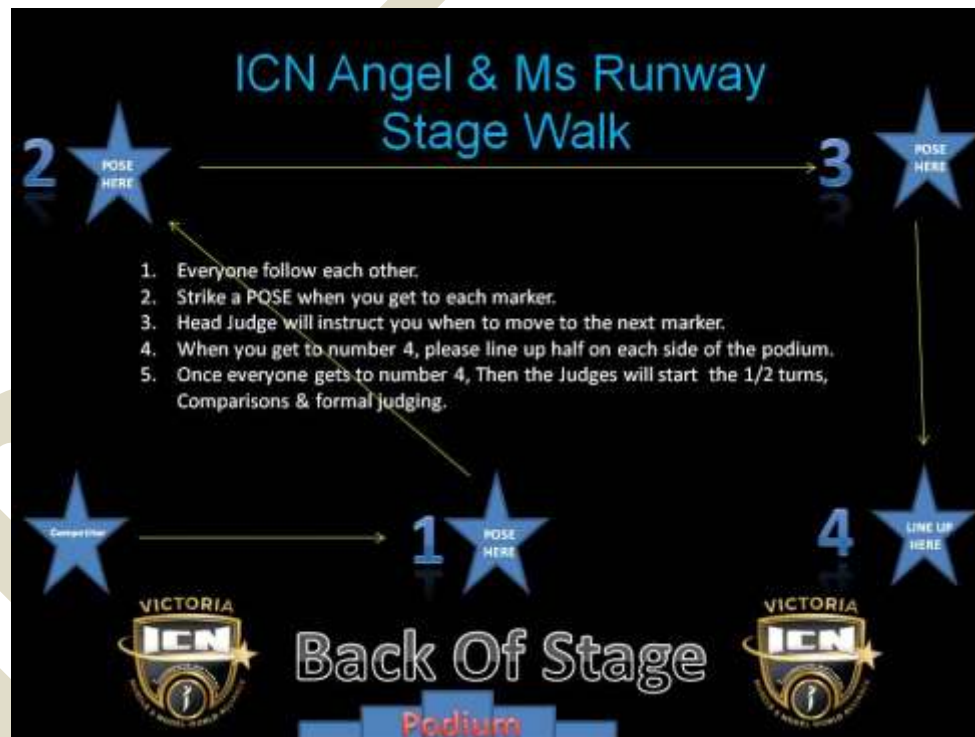 ICN Angel & Ms Runway
Stage Walk
2
POSE
HERE
3
POSE
HERE
1. Everyone follow each other.
2. Strike a POSE when you get to each marker.
3. Head Judge will instruct you when to move to the next marker.
4. When you get to number 4, please line up half on each side of the podium.
5. Once everyone gets to number 4, Then the Judges will start the 1/2 turns,
Comparisons & formal judging.
Competitor
1
POSE
HERE
4
LINE UP
HERE
VICTORIA
ICN
VICTORIA
ICN
Back Of Stage
Podium